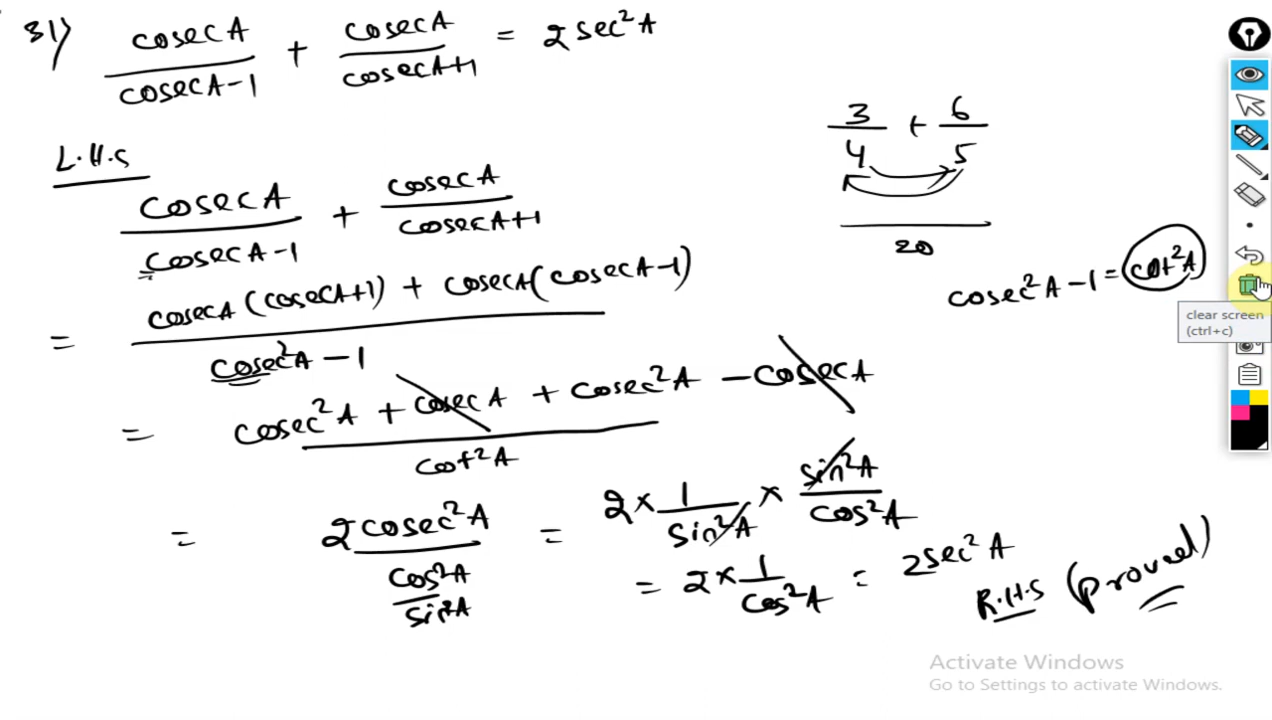 31) cosecA/cosecA-1 + cosecA/cosecA+1 = 2 sec²A
L.H.S
cosecA/cosecA-1 + cosecA/cosecA+1
= cosecA(cosecA+1) + cosecA(cosecA-1)/cosec²A-1
= cosec²A + cosecA + cosec²A - cosecA/cot²A
= 2cosec²A/cos²A/sin²A = 2 × 1/sin²A × sin²A/cos²A
= 2 × 1/cos²A = 2sec²A
R.H.S (proved)
3/4 + 6/5
20
cosec²A - 1 = cot²A
clear screen
(ctrl+c)
Activate Windows
Go to Settings to activate Windows.